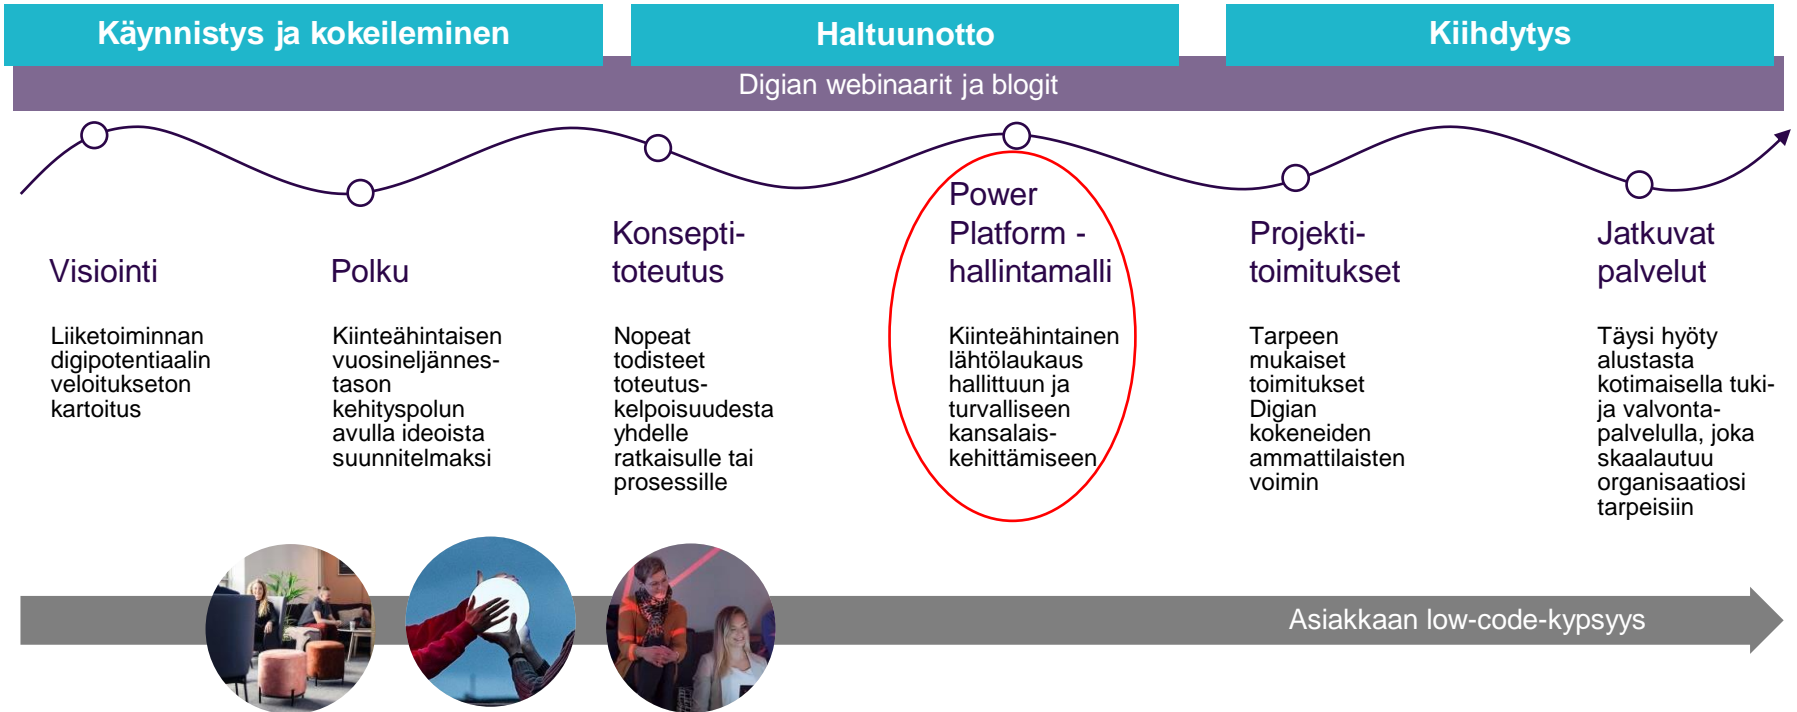 Käynnistys ja kokeileminen
Haltuunotto
Kiihdytys
Digian webinaarit ja blogit
Visiointi
Liiketoiminnan
digipotentiaalin
veloitukseton
kartoitus
Polku
Kiinteähintaisen
vuosineljännes-
tason
kehityspolun
avulla ideoista
suunnitelmaksi
Konsepti-
toteutus
Nopeat
todisteet
toteutus-
kelpoisuudesta
yhdelle
ratkaisulle tai
prosessille
Power
Platform -
hallintamalli
Kiinteähintainen
lähtölaukaus
hallittuun ja
turvalliseen
kansalais-
kehittämiseen
Projekti-
toimitukset
Tarpeen
mukaiset
toimitukset
Digian
kokeneiden
ammattilaisten
voimin
Jatkuvat
palvelut
Täysi hyöty
alustasta
kotimaisella tuki-
ja valvonta-
palvelulla, joka
skaalautuu
organisaatiosi
tarpeisiin
Asiakkaan low-code-kypsyys